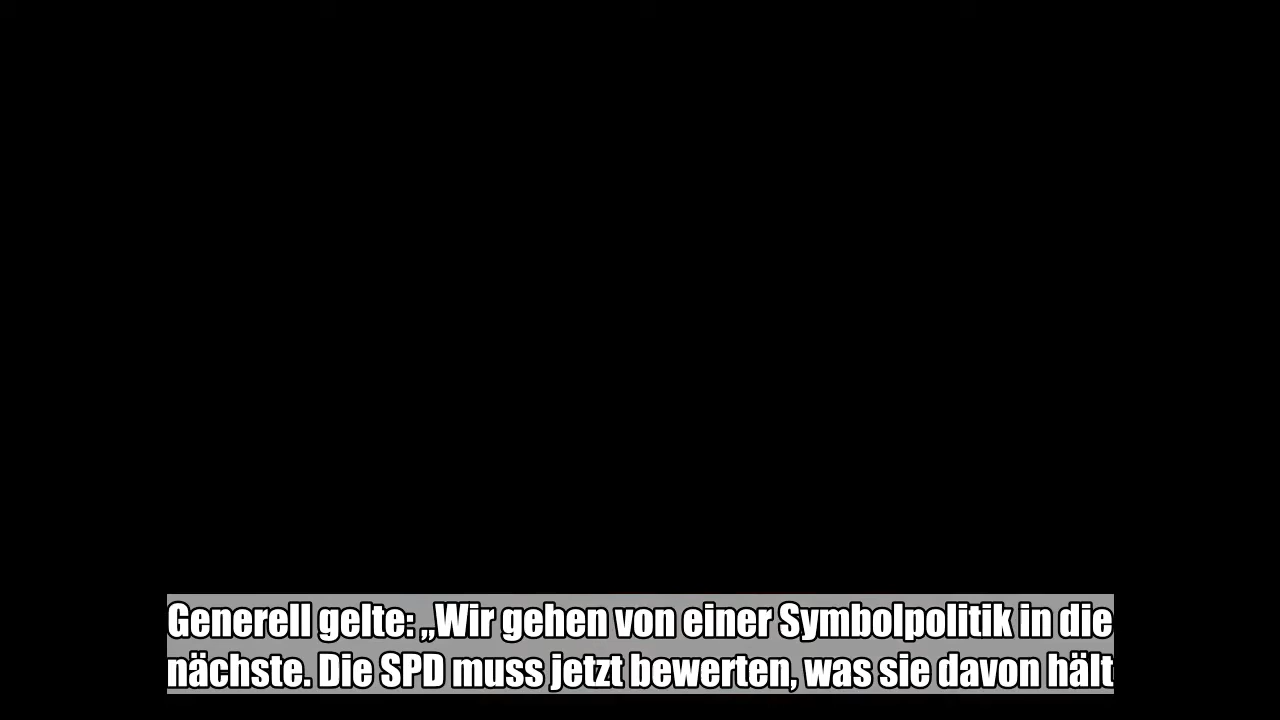 Generell gelte: „Wir gehen von einer Symbolpolitik in die
nächste. Die SPD muss jetzt bewerten, was sie davon hält